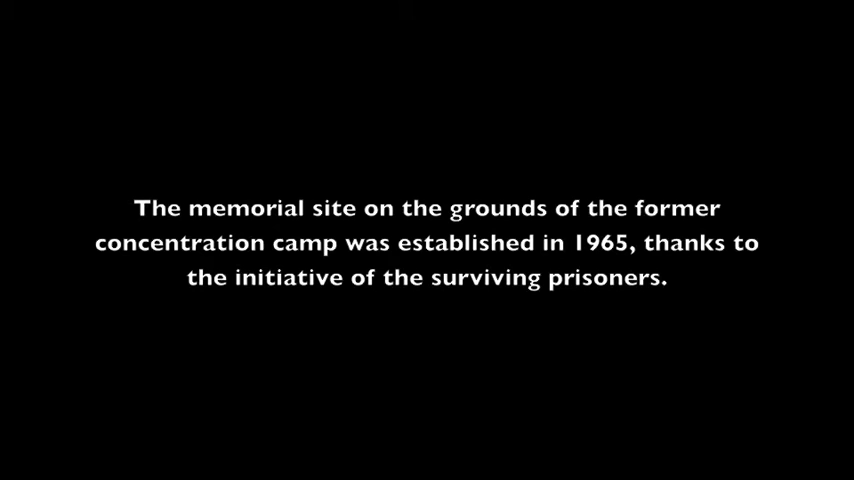 The memorial site on the grounds of the former
concentration camp was established in 1965, thanks to
the initiative of the surviving prisoners.